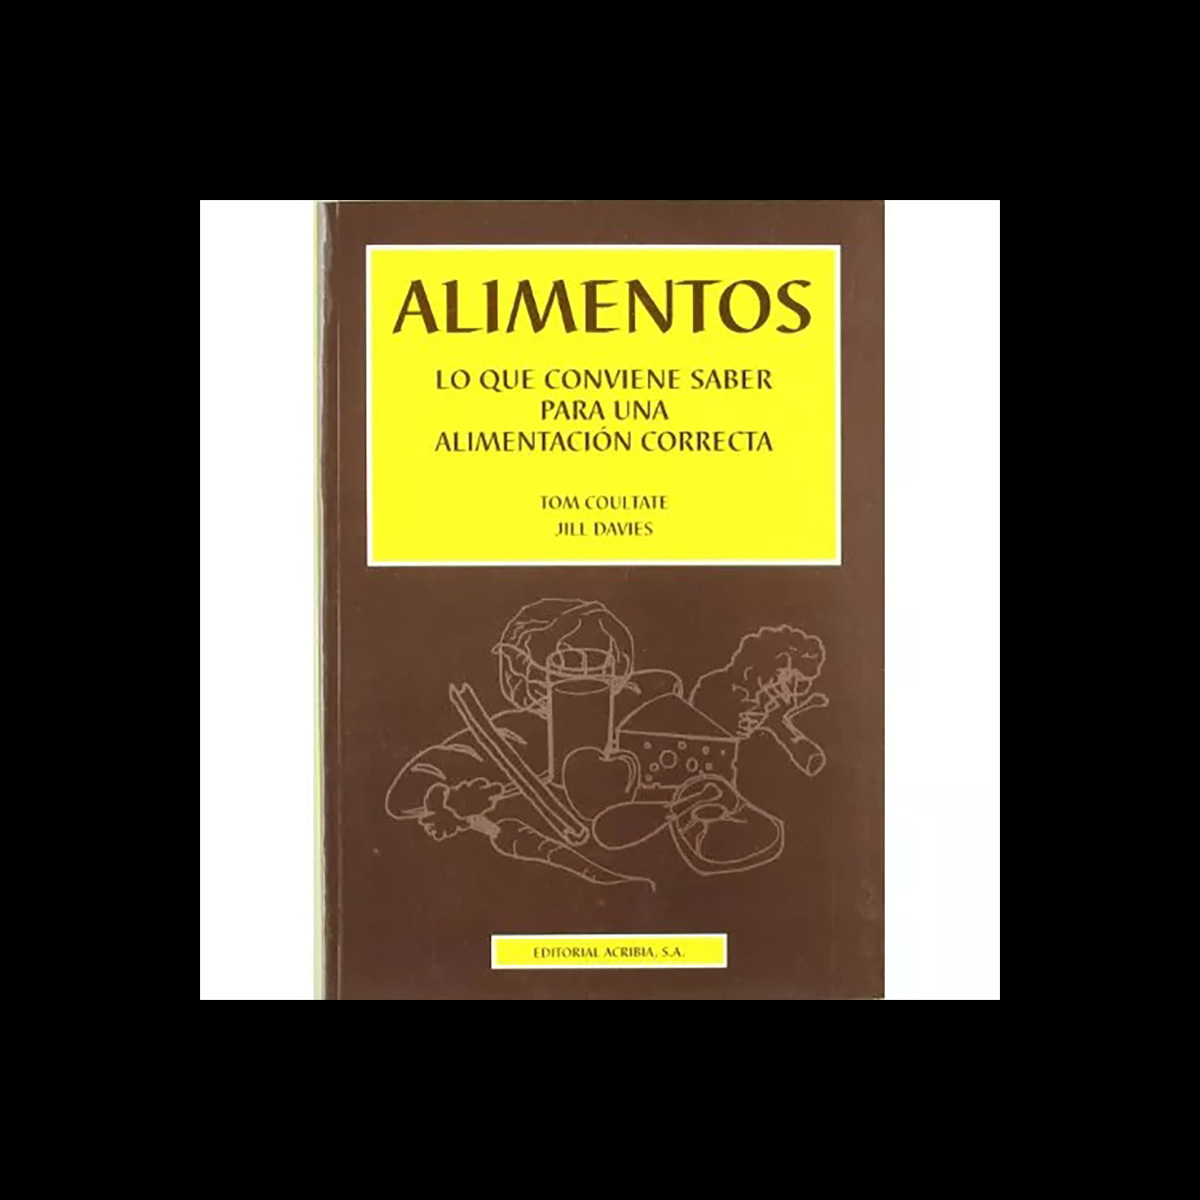 ALIMENTOS
LO QUE CONVIENE SABER
PARA UNA
ALIMENTACIÓN CORRECTA
TOM COULTATE
JILL DAVIES
EDITORIAL ACRIBIA, S.A.